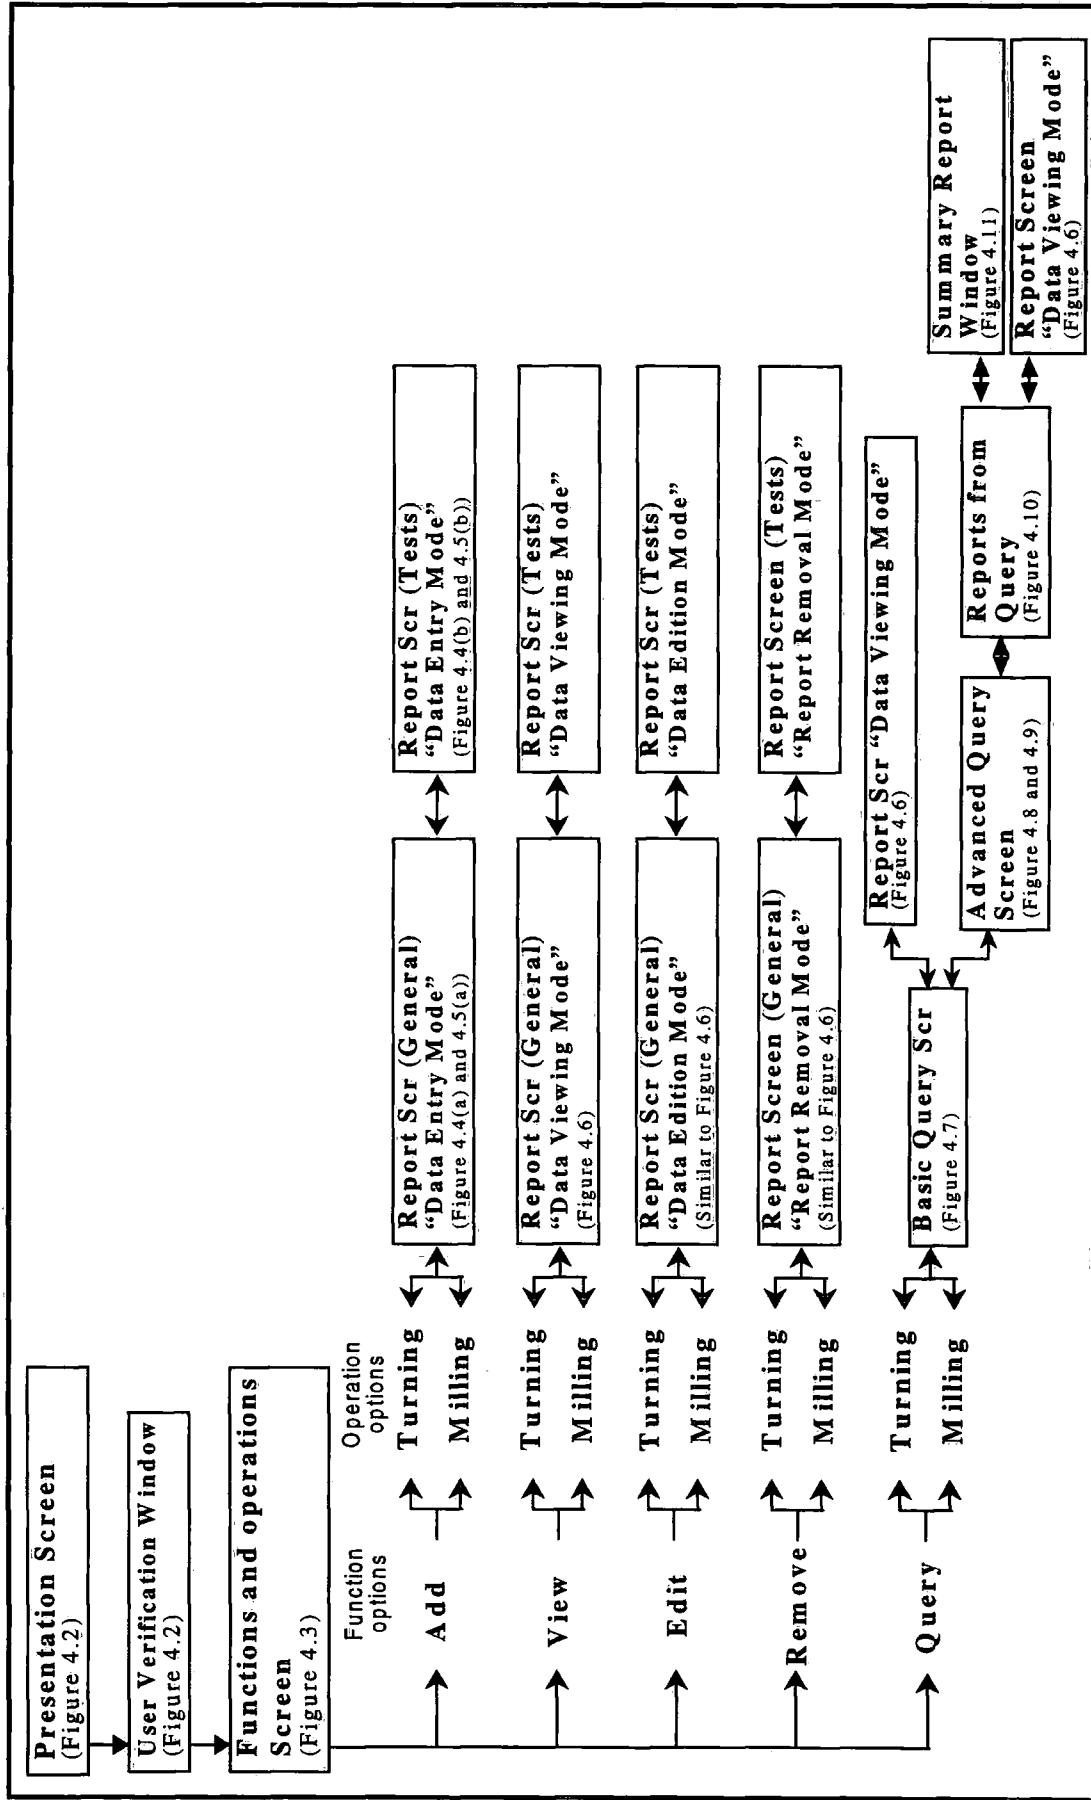 Presentation Screen
(Figure 4.2)
User Verification Window
(Figure 4.2)
Functions and operations
Screen
(Figure 4.3)
Function
options
Operation
options
Add
Turning
Milling
Report Scr (General)
“Data Entry Mode”
(Figure 4.4(a) and 4.5(a))
Report Scr (Tests)
“Data Entry Mode”
(Figure 4.4(b) and 4.5(b))
View
Turning
Milling
Report Scr (General)
“Data Viewing Mode”
(Figure 4.6)
Report Scr (Tests)
“Data Viewing Mode”
Edit
Turning
Milling
Report Scr (General)
“Data Edition Mode”
(Similar to Figure 4.6)
Report Scr (Tests)
“Data Edition Mode”
Remove
Turning
Milling
Report Screen (General)
“Report Removal Mode”
(Similar to Figure 4.6)
Report Screen (Tests)
“Report Removal Mode”
Query
Turning
Milling
Basic Query Scr
(Figure 4.7)
Report Scr “Data Viewing Mode”
(Figure 4.6)
Advanced Query
Screen
(Figure 4.8 and 4.9)
Reports from
Query
(Figure 4.10)
Summary Report
Window
(Figure 4.11)
Report Screen
“Data Viewing Mode”
(Figure 4.6)